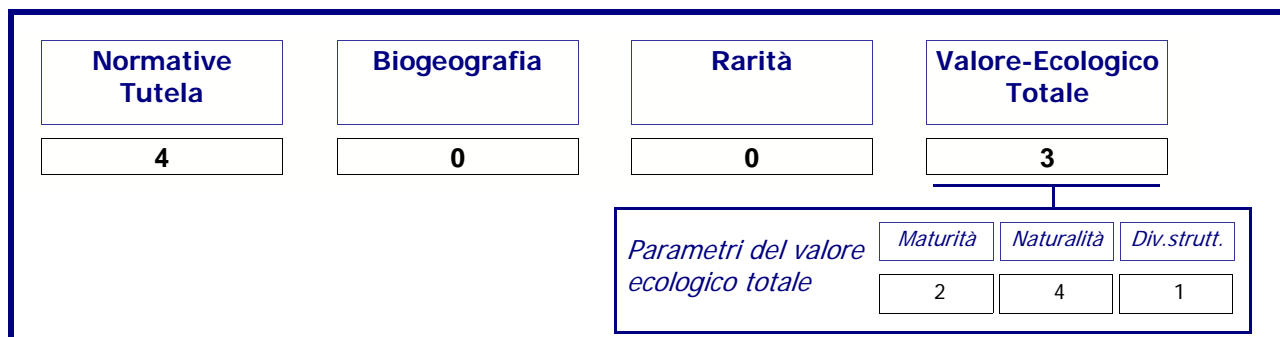 Normative
Tutela
Biogeografia
Rarità
Valore-Ecologico
Totale
4
0
0
3
Parametri del valore
ecologico totale
Maturità
Naturalità
Div.strutt.
2
4
1